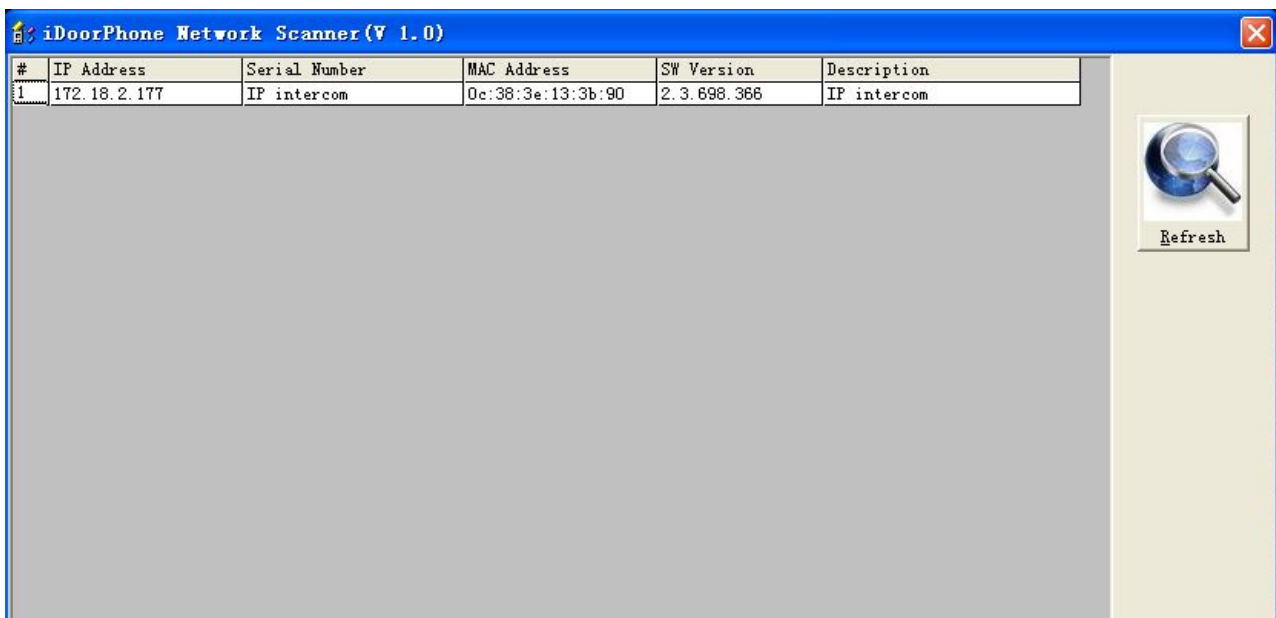 iDoorPhone Network Scanner(V 1.0)
# IP Address Serial Number MAC Address SW Version Description
1 172.18.2.177 IP intercom 0c:38:3e:13:3b:90 2.3.698.366 IP intercom
Refresh